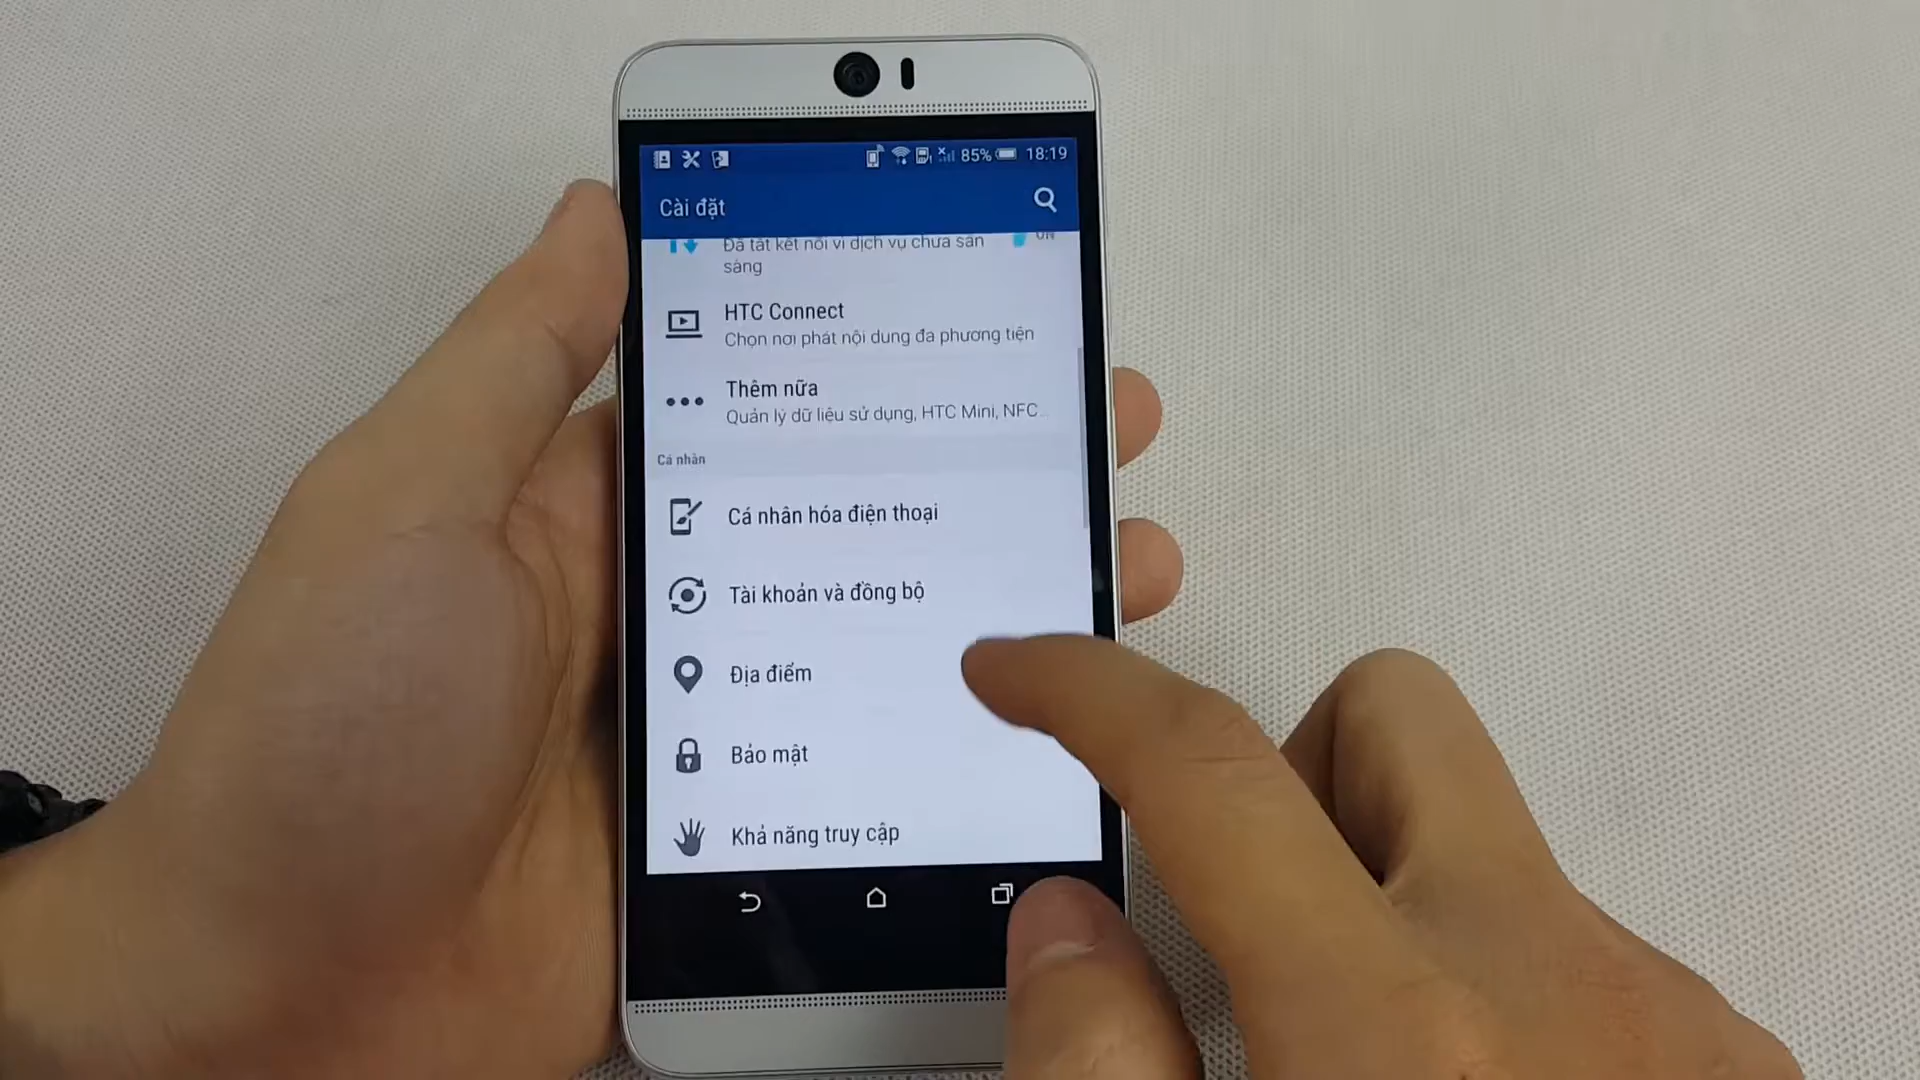 85% 18:19
Cài đặt
Đã tắt kết nối vì dịch vụ chưa sẵn
sàng
ON
HTC Connect
Chọn nơi phát nội dung đa phương tiện
Thêm nữa
Quản lý dữ liệu sử dụng, HTC Mini, NFC...
Cá nhân
Cá nhân hóa điện thoại
Tài khoản và đồng bộ
Địa điểm
Bảo mật
Khả năng truy cập